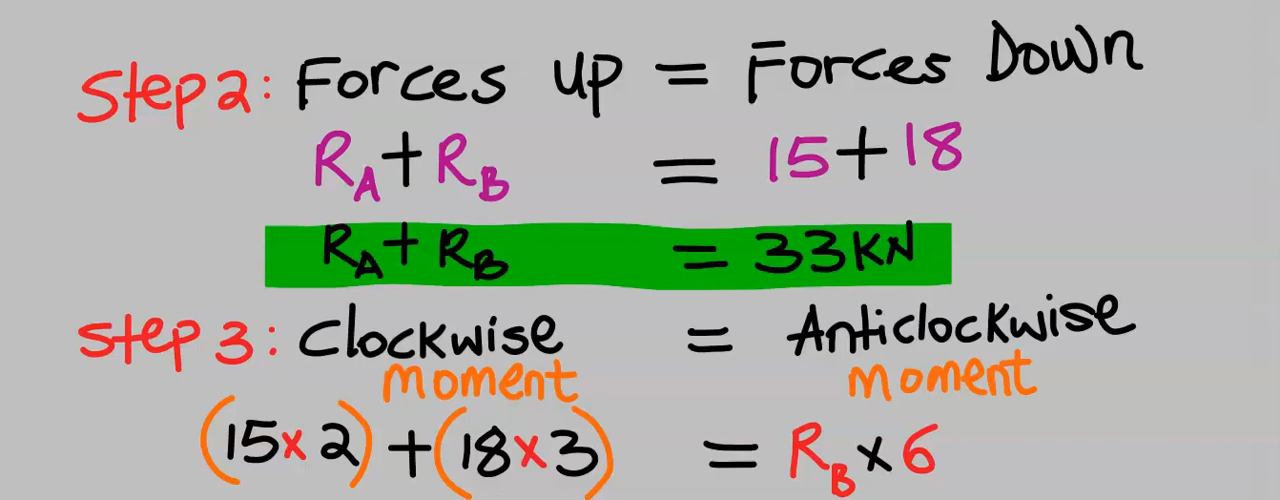 Step 2: Forces up = Forces Down
RA + RB = 15 + 18
RA + RB = 33KN
Step 3: Clockwise = Anticlockwise
moment moment
(15 x 2) + (18 x 3) = RB x 6